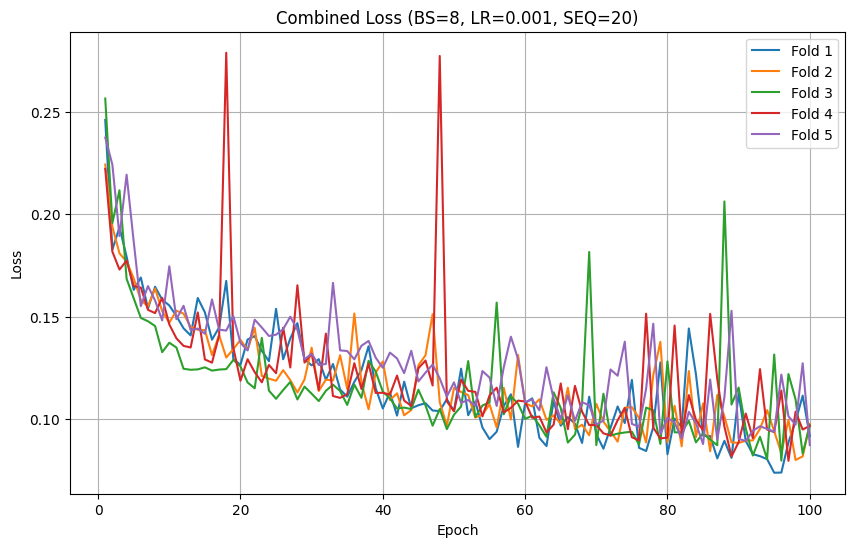 Combined Loss (BS=8, LR=0.001, SEQ=20)
Fold 1
Fold 2
Fold 3
Fold 4
Fold 5
0.25
0.20
0.15
0.10
Loss
0
20
40
60
80
100
Epoch